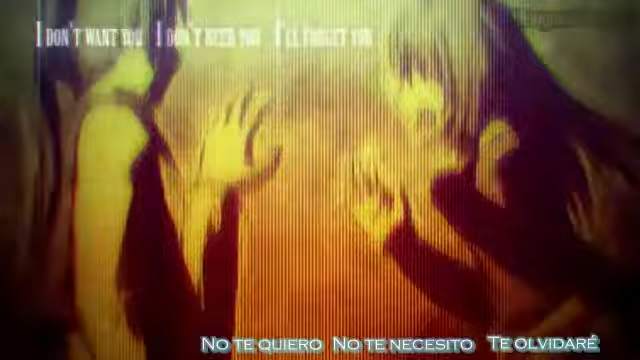 I DON'T WANT YOU I DON'T NEED YOU I'LL FORGET YOU
NO TE QUIERO NO TE NECESITO TE OLVIDARÉ